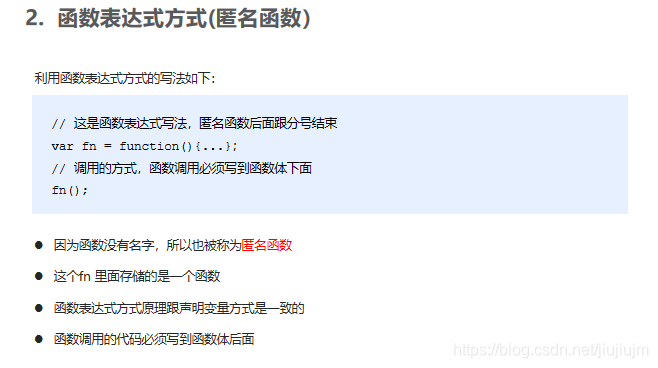 2. 函数表达式方式(匿名函数)
利用函数表达式方式的写法如下：
// 这是函数表达式写法，匿名函数后面跟分号结束
var fn = function(){...};
// 调用的方式，函数调用必须写到函数体下面
fn();
● 因为函数没有名字，所以也被称为匿名函数
● 这个fn 里面存储的是一个函数
● 函数表达式方式原理跟声明变量方式是一致的
● 函数调用的代码必须写到函数体后面
https://blog.csdn.net/jiujiujm